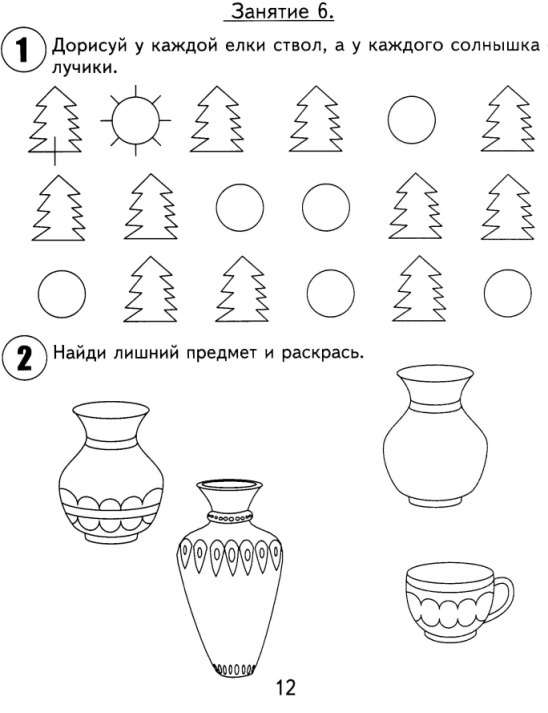 Занятие 6.
1 Дорисуй у каждой елки ствол, а у каждого солнышка
лучики.
2 Найди лишний предмет и раскрась.
12